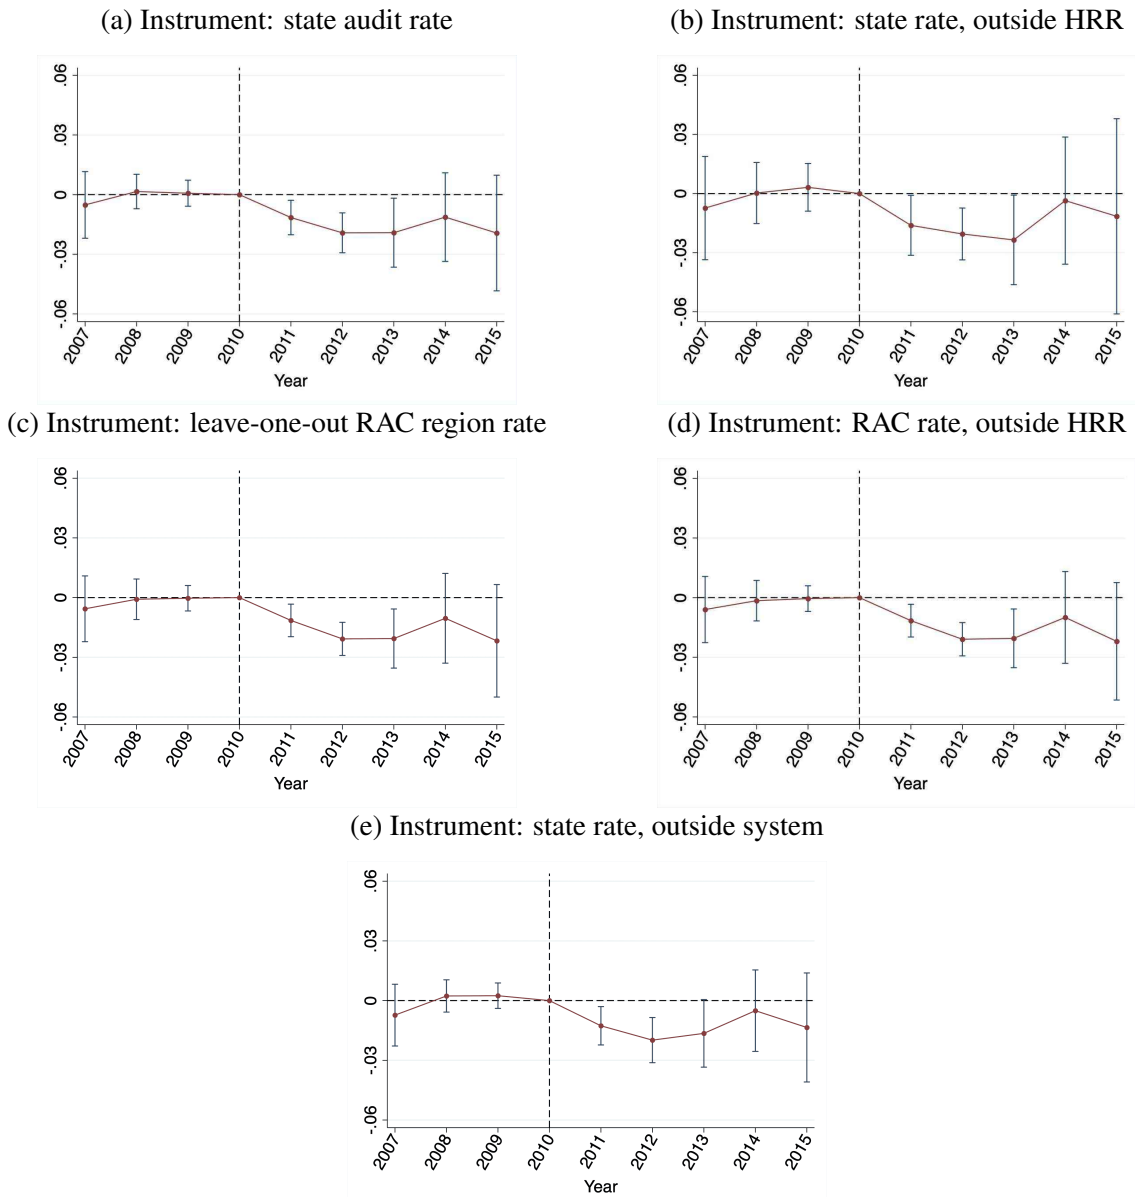 (a) Instrument: state audit rate
.06
.03
0
-.03
-.06
2007 2008 2009 2010 2011 2012 2013 2014 2015
Year
(b) Instrument: state rate, outside HRR
.06
.03
0
-.03
-.06
2007 2008 2009 2010 2011 2012 2013 2014 2015
Year
(c) Instrument: leave-one-out RAC region rate
.06
.03
0
-.03
-.06
2007 2008 2009 2010 2011 2012 2013 2014 2015
Year
(d) Instrument: RAC rate, outside HRR
.06
.03
0
-.03
-.06
2007 2008 2009 2010 2011 2012 2013 2014 2015
Year
(e) Instrument: state rate, outside system
.06
.03
0
-.03
-.06
2007 2008 2009 2010 2011 2012 2013 2014 2015
Year